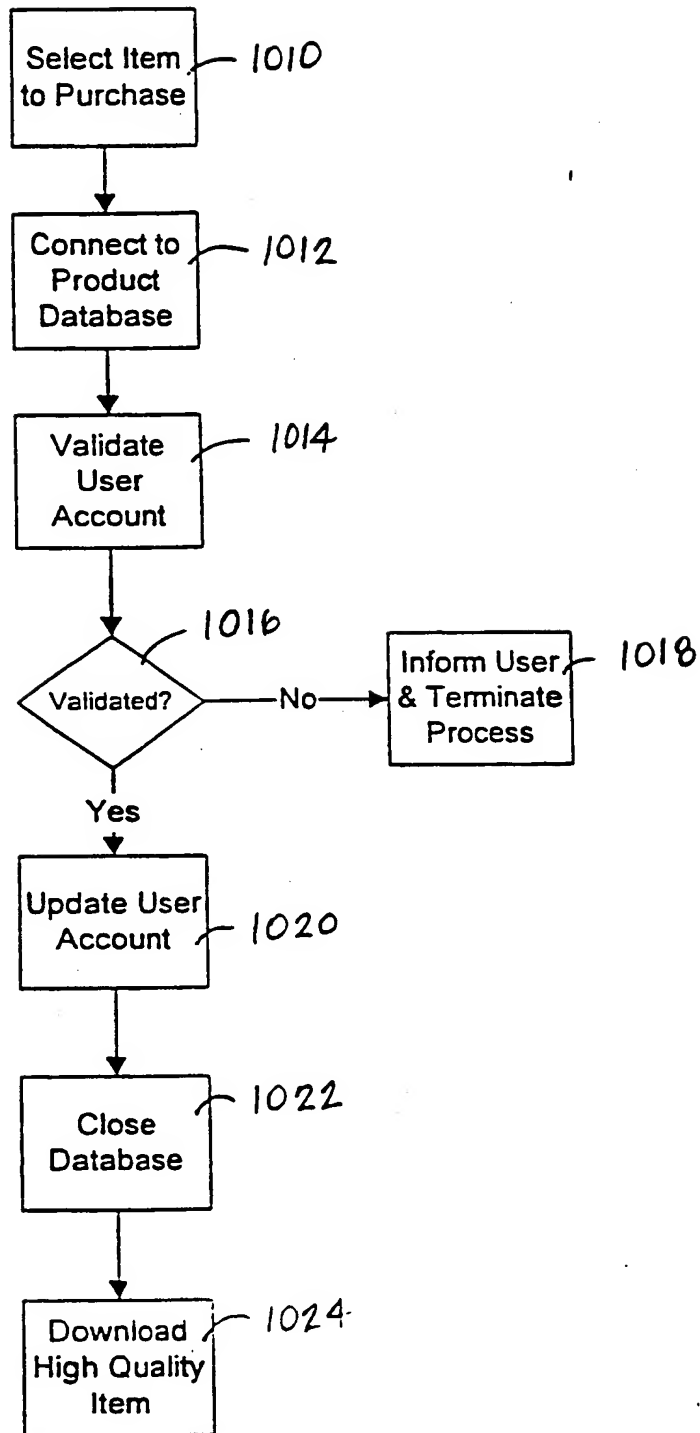 Select Item
to Purchase
1010
Connect to
Product
Database
1012
Validate
User
Account
1014
Validated?
1016
No
Inform User
& Terminate
Process
1018
Yes
Update User
Account
1020
Close
Database
1022
Download
High Quality
Item
1024